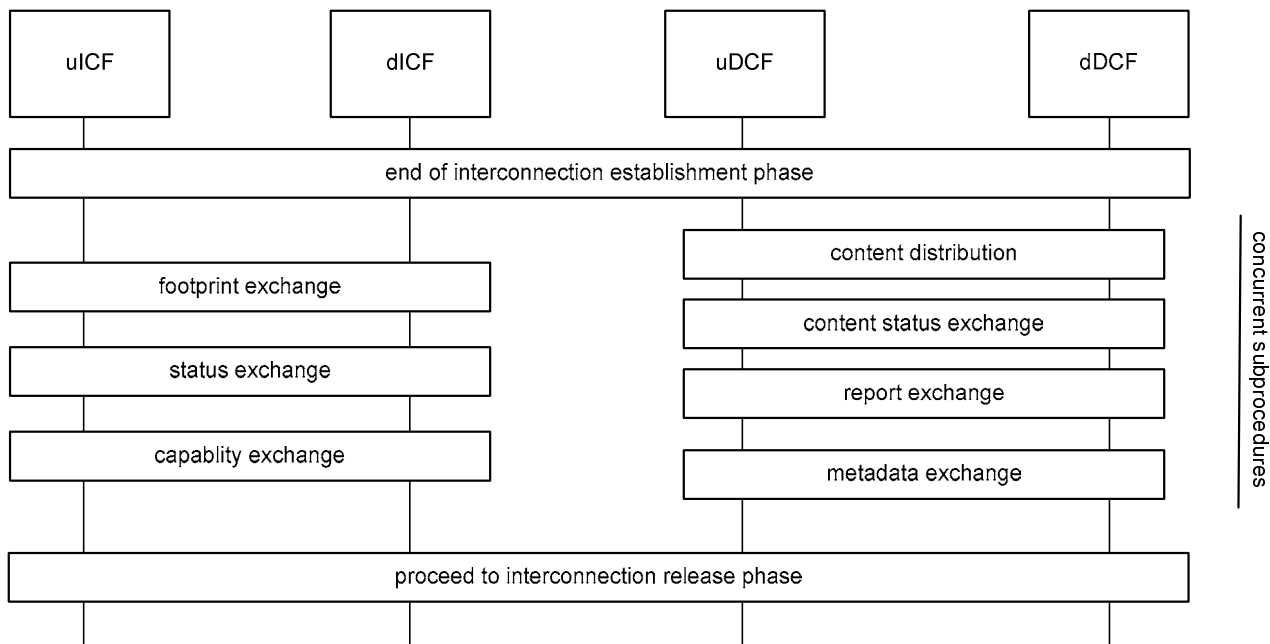 uICF
dICF
uDCF
dDCF
end of interconnection establishment phase
content distribution
footprint exchange
content status exchange
status exchange
report exchange
capablity exchange
metadata exchange
concurrent subprocedures
proceed to interconnection release phase